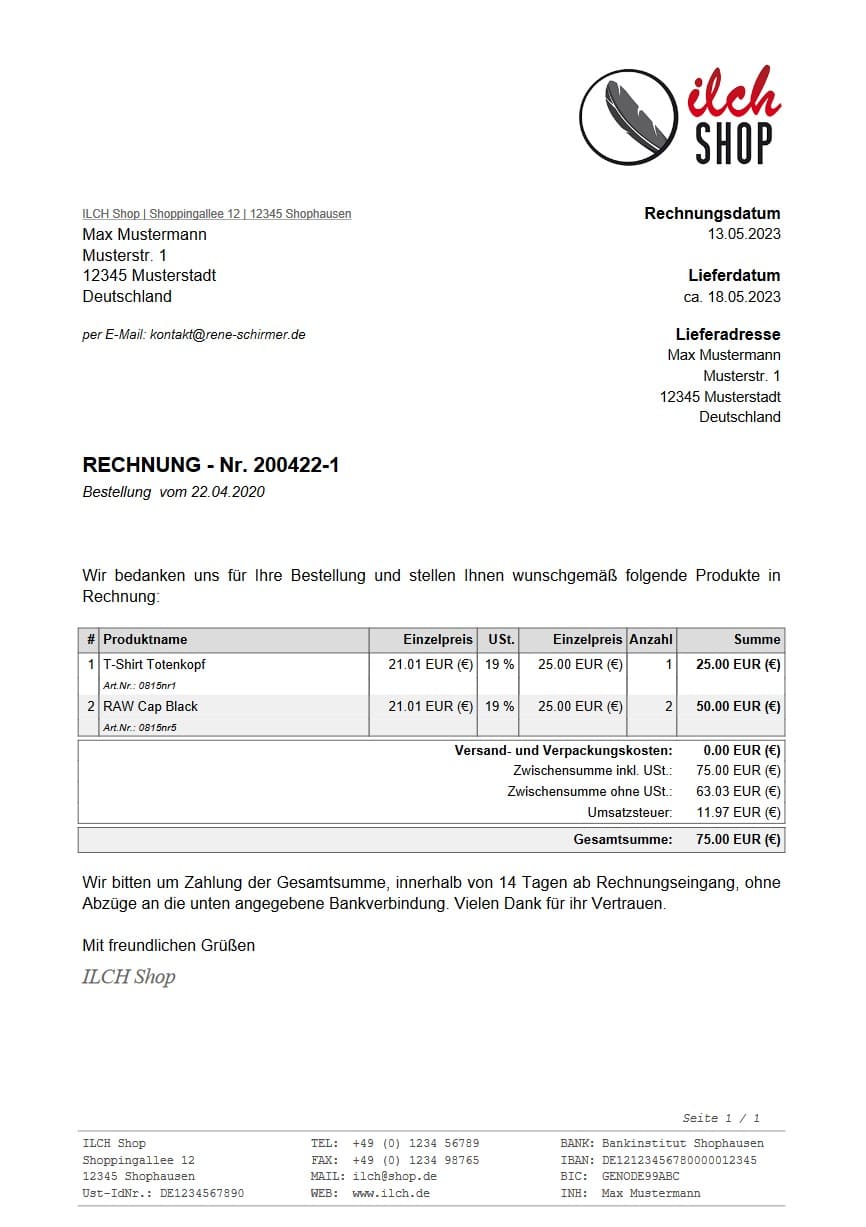 ilch
SHOP
ILCH Shop | Shoppingallee 12 | 12345 Shophausen
Max Mustermann
Musterstr. 1
12345 Musterstadt
Deutschland
per E-Mail: kontakt@rene-schirmer.de
Rechnungsdatum
13.05.2023
Lieferdatum
ca. 18.05.2023
Lieferadresse
Max Mustermann
Musterstr. 1
12345 Musterstadt
Deutschland
RECHNUNG - Nr. 200422-1
Bestellung vom 22.04.2020
Wir bedanken uns für Ihre Bestellung und stellen Ihnen wunschgemäß folgende Produkte in
Rechnung:
# Produktname Einzelpreis USt. Einzelpreis Anzahl Summe
1 T-Shirt Totenkopf 21.01 EUR (€) 19 % 25.00 EUR (€) 1 25.00 EUR (€)
Art.Nr.: 0815nr1
2 RAW Cap Black 21.01 EUR (€) 19 % 25.00 EUR (€) 2 50.00 EUR (€)
Art.Nr.: 0815nr5
Versand- und Verpackungskosten: 0.00 EUR (€)
Zwischensumme inkl. USt.: 75.00 EUR (€)
Zwischensumme ohne USt.: 63.03 EUR (€)
Umsatzsteuer: 11.97 EUR (€)
Gesamtsumme: 75.00 EUR (€)
Wir bitten um Zahlung der Gesamtsumme, innerhalb von 14 Tagen ab Rechnungseingang, ohne
Abzüge an die unten angegebene Bankverbindung. Vielen Dank für ihr Vertrauen.
Mit freundlichen Grüßen
ILCH Shop
Seite 1 / 1
ILCH Shop TEL: +49 (0) 1234 56789 BANK: Bankinstitut Shophausen
Shoppingallee 12 FAX: +49 (0) 1234 98765 IBAN: DE12123456780000012345
12345 Shophausen MAIL: ilch@shop.de BIC: GENODE99ABC
Ust-IdNr.: DE1234567890 WEB: www.ilch.de INH: Max Mustermann